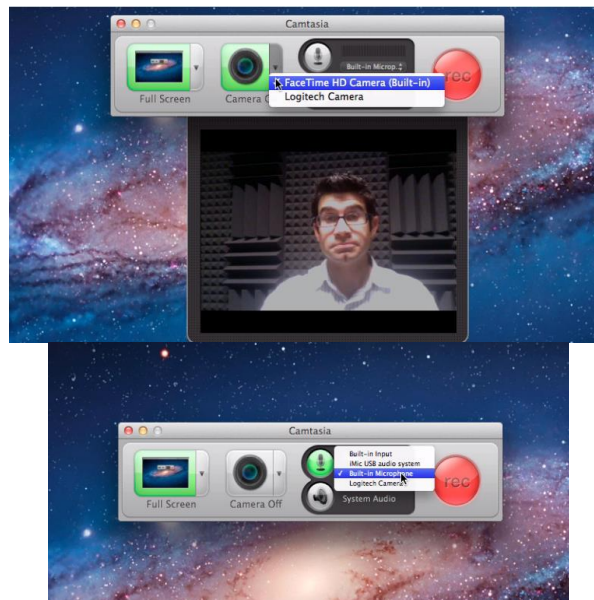 Camtasia
Built-in Microp
rec
Full Screen
FaceTime HD Camera (Built-in)
Logitech Camera
Camtasia
Built-in Input
iMic USB audio system
✓ Built-in Microphone
Logitech Camera
rec
Full Screen
Camera Off
System Audio